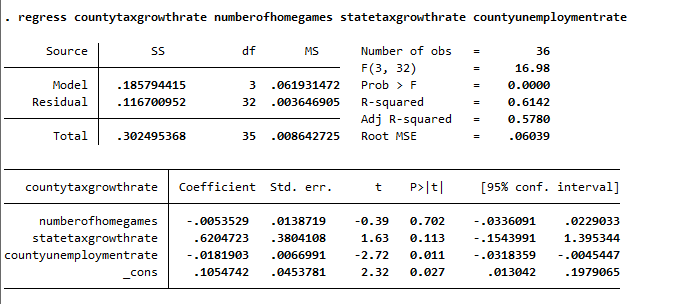 . regress countytaxgrowthrate numberofhomegames statetaxgrowthrate countyunemploymentrate
Source SS df MS Number of obs = 36
F(3, 32) = 16.98
Model .185794415 3 .061931472 Prob > F = 0.0000
Residual .116700952 32 .003646905 R-squared = 0.6142
Adj R-squared = 0.5780
Total .302495368 35 .008642725 Root MSE = .06039
countytaxgrowthrate Coefficient Std. err. t P>|t| [95% conf. interval]
numberofhomegames -.0053529 .0138719 -0.39 0.702 -.0336091 .0229033
statetaxgrowthrate .6204723 .3804108 1.63 0.113 -.1543991 1.395344
countyunemploymentrate -.0181903 .0066991 -2.72 0.011 -.0318359 -.0045447
_cons .1054742 .0453781 2.32 0.027 .013042 .1979065